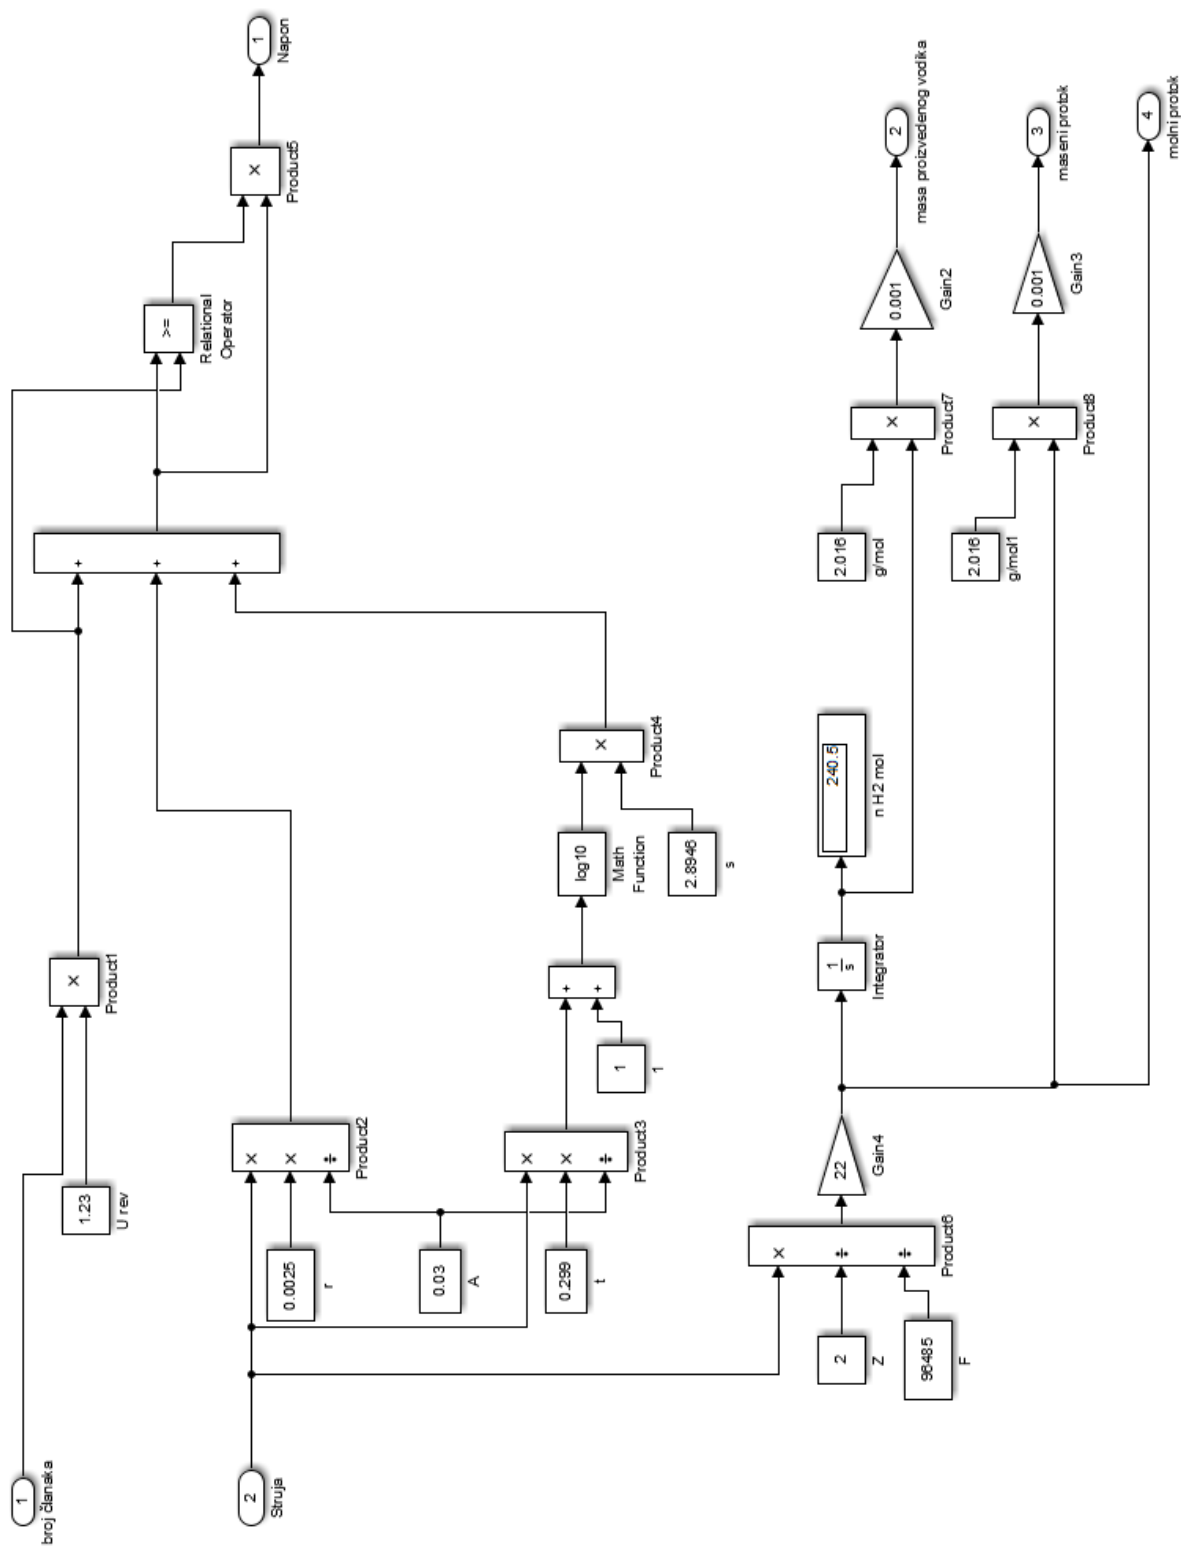 1
broj članaka
1.23
U rev
×
Product1
2
Struja
0.0025
r
0.03
A
0.299
t
×
×
÷
Product2
×
×
÷
Product3
1
1
+
+
log10
Math
Function
2.8946
s
×
Product4
+
+
+
>=
Relational
Operator
×
Product5
1
Napon
2
Z
96485
F
×
÷
÷
Product6
22
Gain4
1
s
Integrator
240.5
n H2 mol
2.016
g/mol
×
Product7
0.001
Gain2
2
masa proizvedenog vodika
2.016
g/mol1
×
Product8
0.001
Gain3
3
maseni protok
4
molni protok